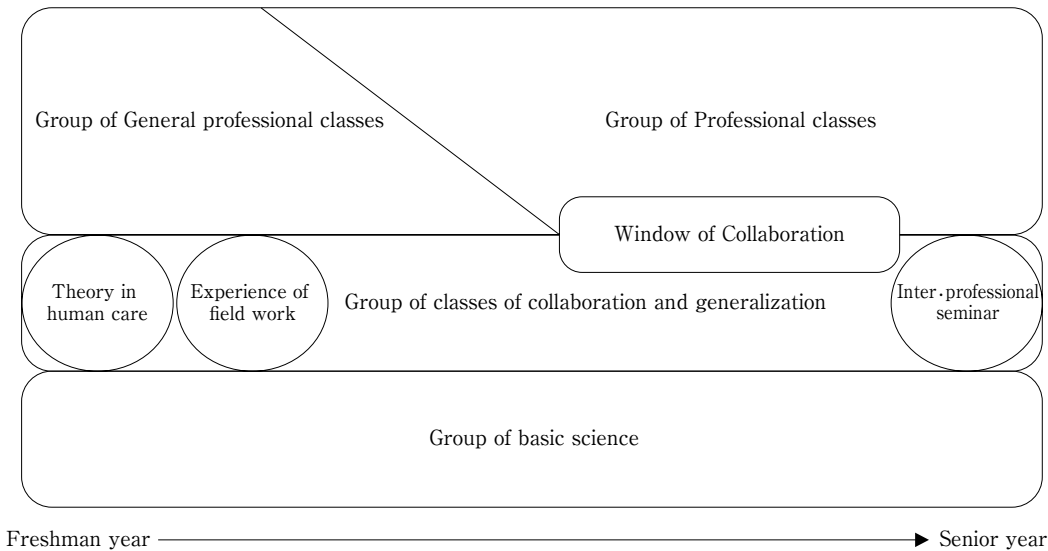 Group of General professional classes
Group of Professional classes
Window of Collaboration
Theory in
human care
Experience of
field work
Group of classes of collaboration and generalization
Inter·professional
seminar
Group of basic science
Freshman year
Senior year